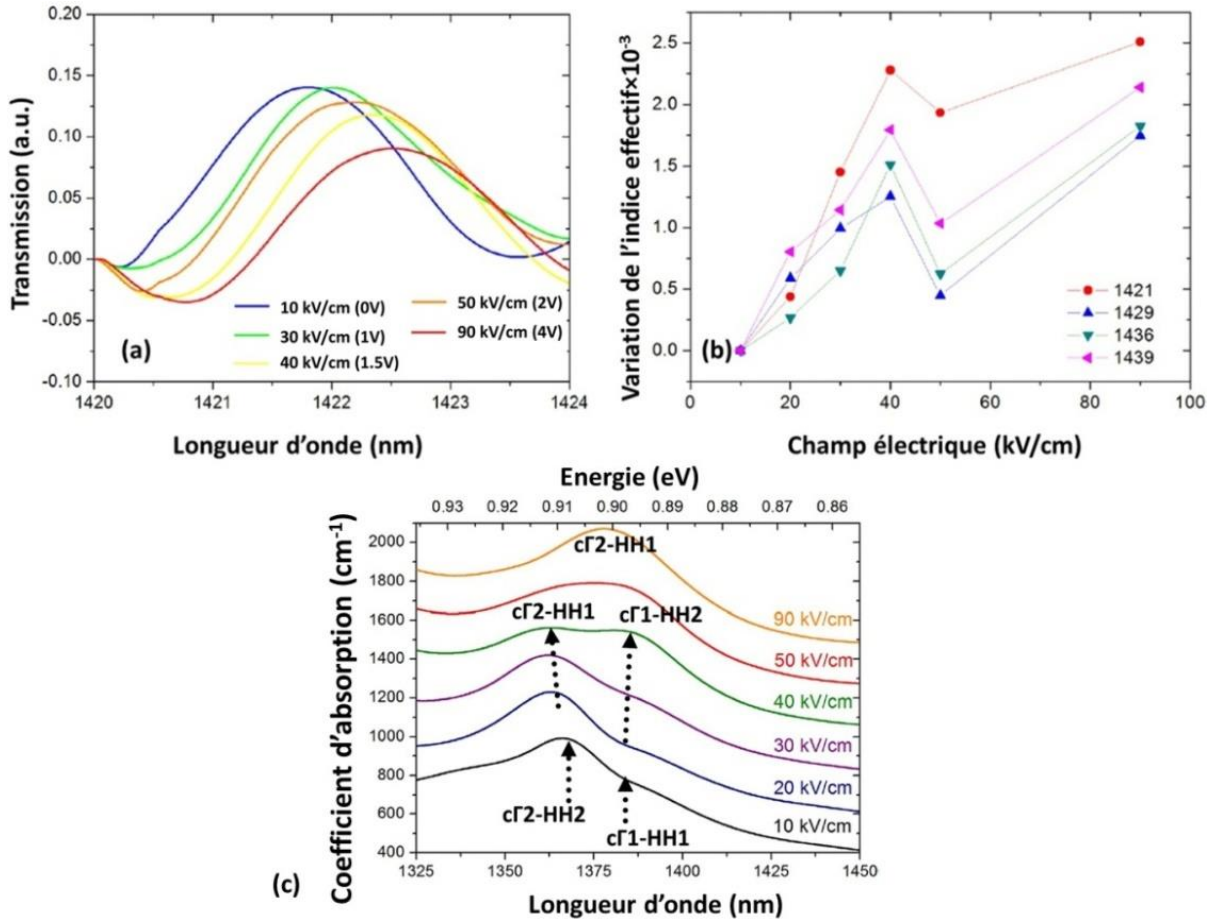 0.20
0.15
0.10
0.05
0.00
-0.05
-0.10
Transmission (a.u.)
10 kV/cm (0V)
30 kV/cm (1V)
40 kV/cm (1.5V)
50 kV/cm (2V)
90 kV/cm (4V)
(a)
1420 1421 1422 1423 1424
Longueur d'onde (nm)
Variation de l'indice effectif×10⁻³
2.5
2.0
1.5
1.0
0.5
0.0
1421
1429
1436
1439
(b)
0 20 40 60 80 100
Champ électrique (kV/cm)
Energie (eV)
0.93 0.92 0.91 0.90 0.89 0.88 0.87 0.86
Coefficient d'absorption (cm⁻¹)
2000
1800
1600
1400
1200
1000
800
600
400
cΓ2-HH1
90 kV/cm
cΓ2-HH1
cΓ1-HH2
50 kV/cm
40 kV/cm
30 kV/cm
20 kV/cm
cΓ2-HH2
10 kV/cm
cΓ1-HH1
1325 1350 1375 1400 1425 1450
(c)
Longueur d'onde (nm)